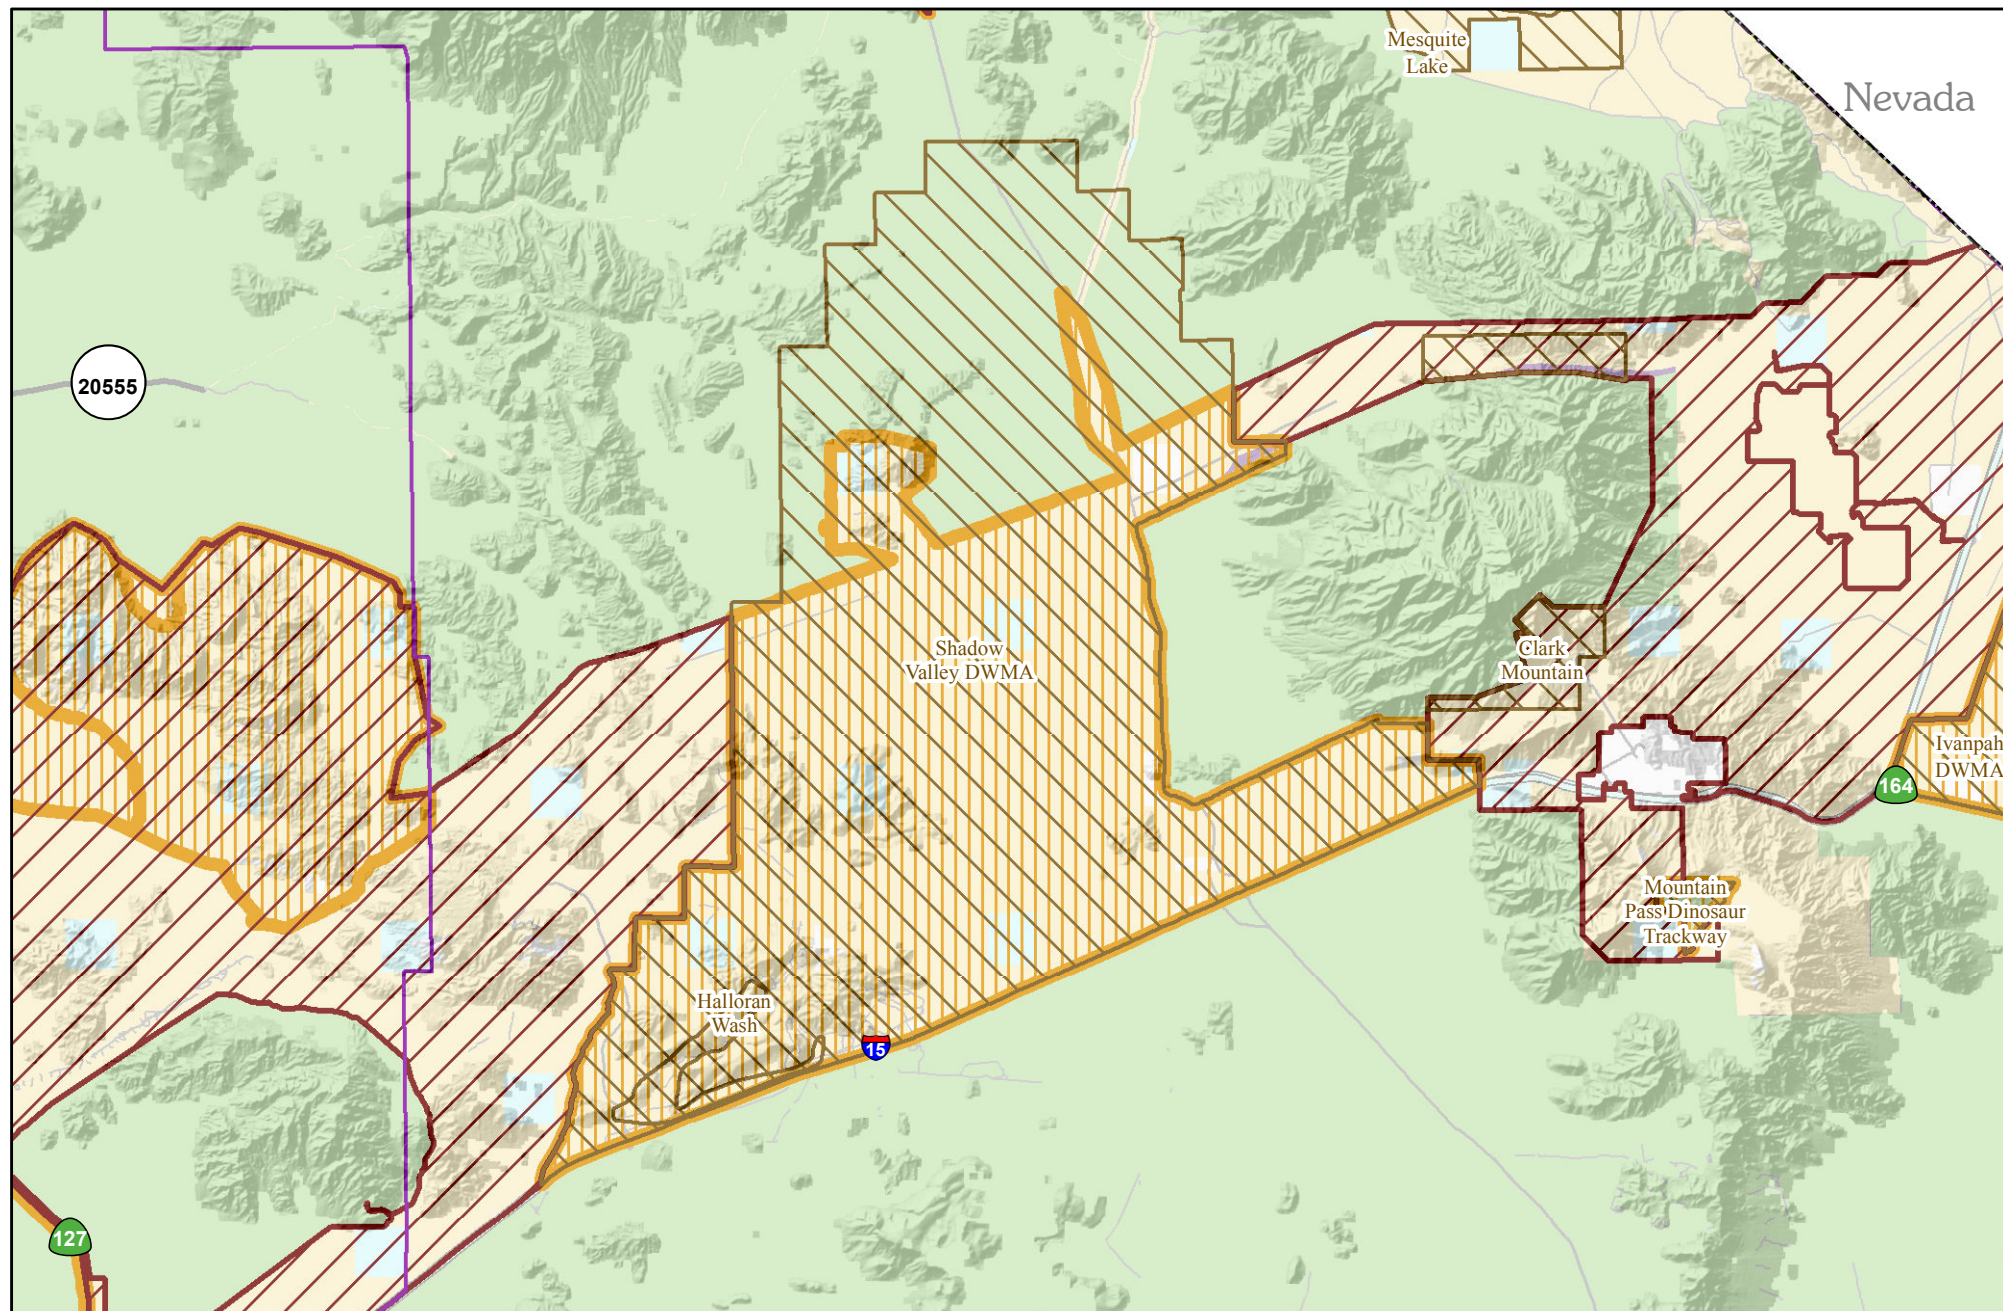 Mesquite
Lake
Nevada
20555
Shadow
Valley DWMA
Clark
Mountain
Ivanpah
DWMA
164
Mountain
Pass Dinosaur
Trackway
Halloran
Wash
15
127